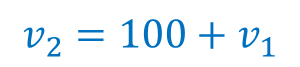 v₂ = 100 + v₁